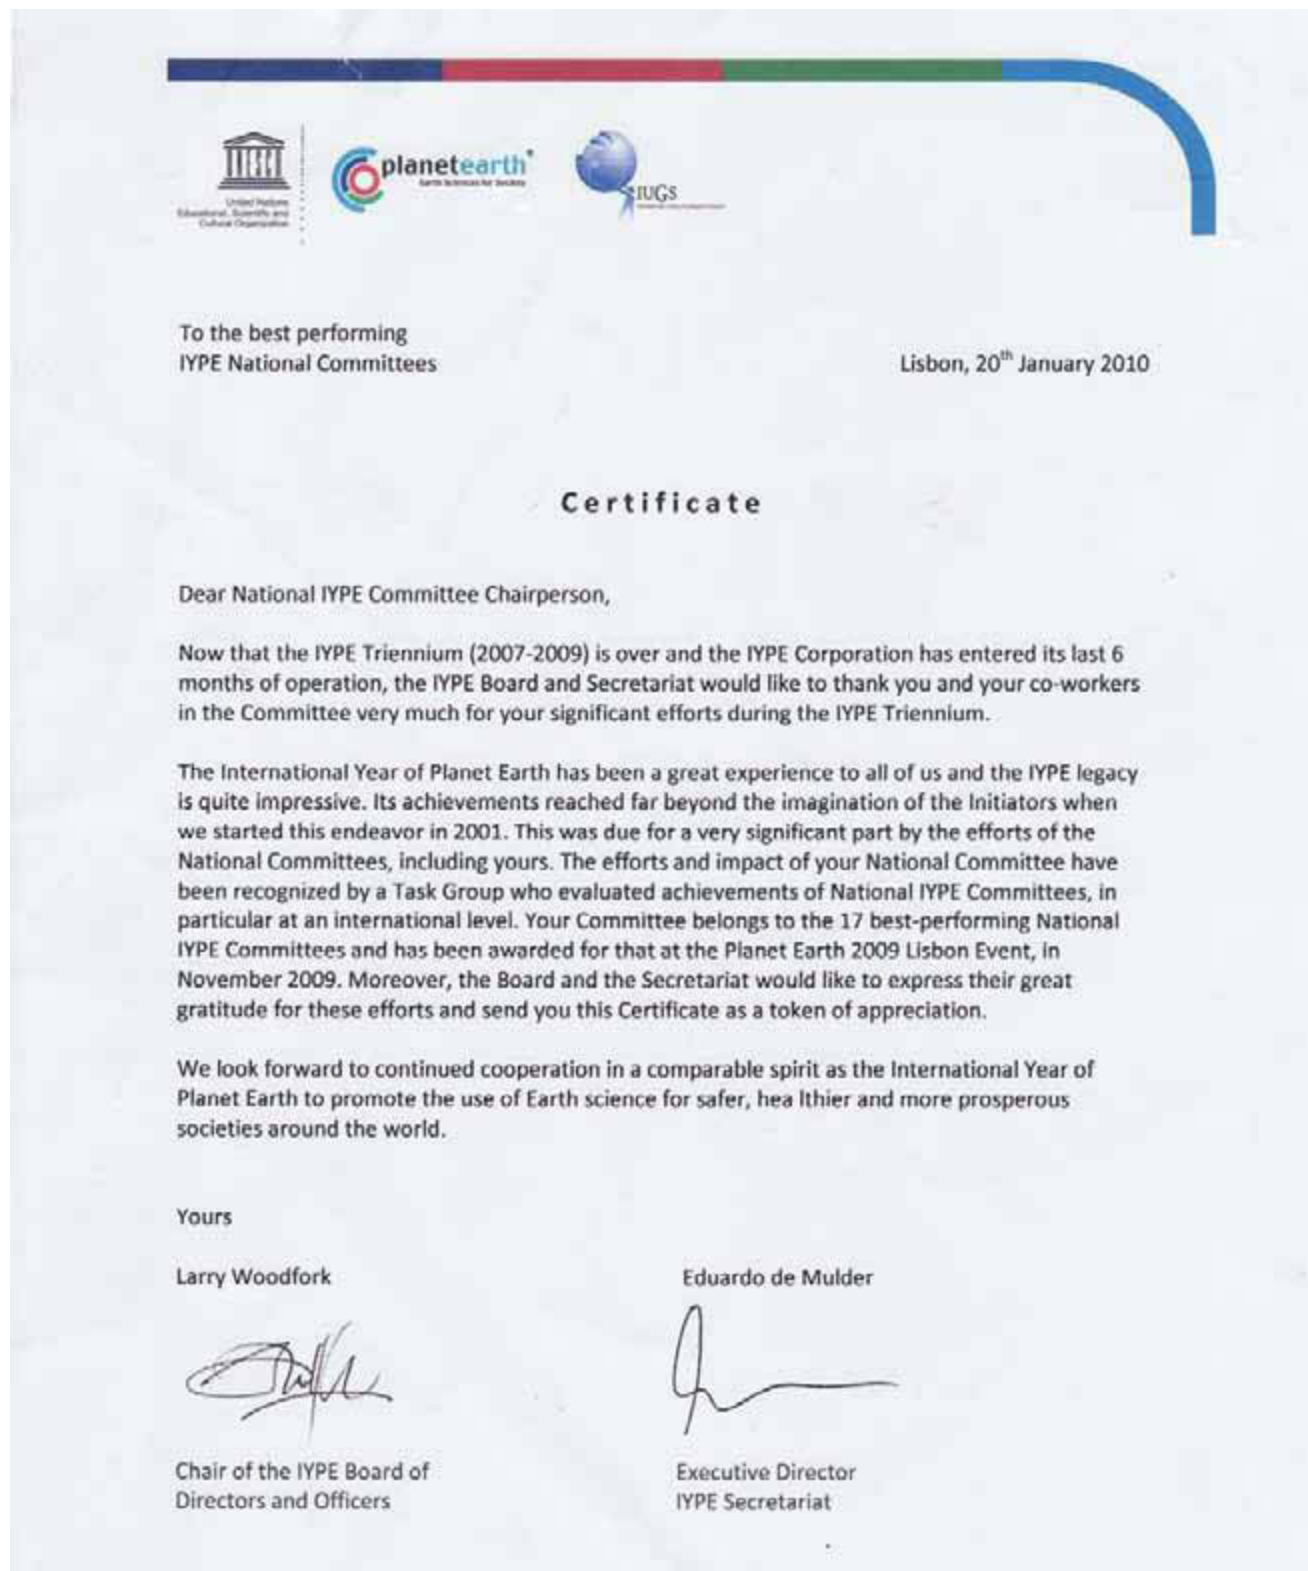 United Nations
Educational, Scientific and
Cultural Organization
planetearth
Earth Sciences for Society
IUGS
To the best performing
IYPE National Committees
Lisbon, 20th January 2010
Certificate
Dear National IYPE Committee Chairperson,
Now that the IYPE Triennium (2007-2009) is over and the IYPE Corporation has entered its last 6
months of operation, the IYPE Board and Secretariat would like to thank you and your co-workers
in the Committee very much for your significant efforts during the IYPE Triennium.
The International Year of Planet Earth has been a great experience to all of us and the IYPE legacy
is quite impressive. Its achievements reached far beyond the imagination of the Initiators when
we started this endeavor in 2001. This was due for a very significant part by the efforts of the
National Committees, including yours. The efforts and impact of your National Committee have
been recognized by a Task Group who evaluated achievements of National IYPE Committees, in
particular at an international level. Your Committee belongs to the 17 best-performing National
IYPE Committees and has been awarded for that at the Planet Earth 2009 Lisbon Event, in
November 2009. Moreover, the Board and the Secretariat would like to express their great
gratitude for these efforts and send you this Certificate as a token of appreciation.
We look forward to continued cooperation in a comparable spirit as the International Year of
Planet Earth to promote the use of Earth science for safer, hea lthier and more prosperous
societies around the world.
Yours
Larry Woodfork
Eduardo de Mulder
Chair of the IYPE Board of
Directors and Officers
Executive Director
IYPE Secretariat